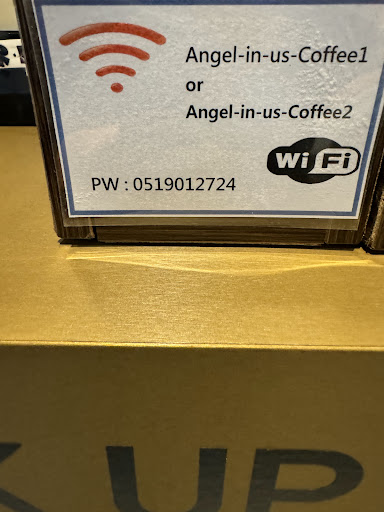 Angel-in-us-Coffee1
or
Angel-in-us-Coffee2
Wi Fi
PW : 0519012724
K UP